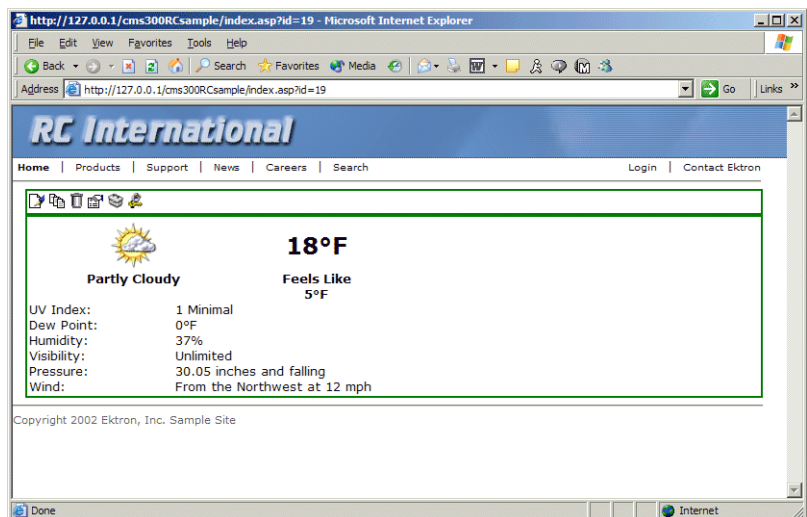 http://127.0.0.1/cms300RCsample/index.asp?id=19 - Microsoft Internet Explorer
File Edit View Favorites Tools Help
Back Search Favorites Media
Address http://127.0.0.1/cms300RCsample/index.asp?id=19 Go Links »
RC International
Home | Products | Support | News | Careers | Search Login | Contact Ektron
18°F
Partly Cloudy Feels Like
5°F
UV Index: 1 Minimal
Dew Point: 0°F
Humidity: 37%
Visibility: Unlimited
Pressure: 30.05 inches and falling
Wind: From the Northwest at 12 mph
Copyright 2002 Ektron, Inc. Sample Site
Done Internet